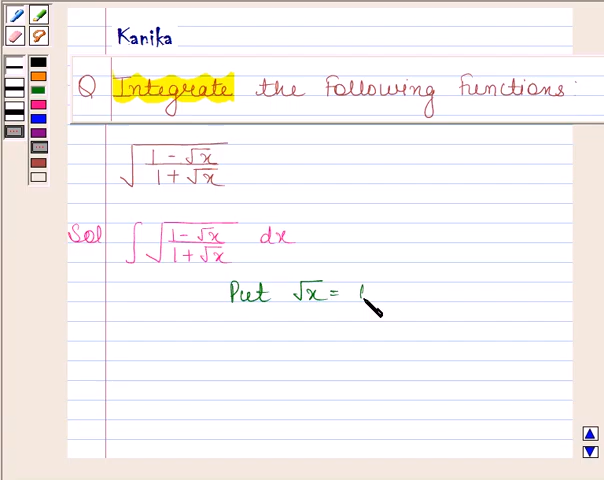 Kanika
Q Integrate the Following Functions:
√(1-√x / 1+√x)
Sol ∫ √(1-√x / 1+√x) dx
Put √x =